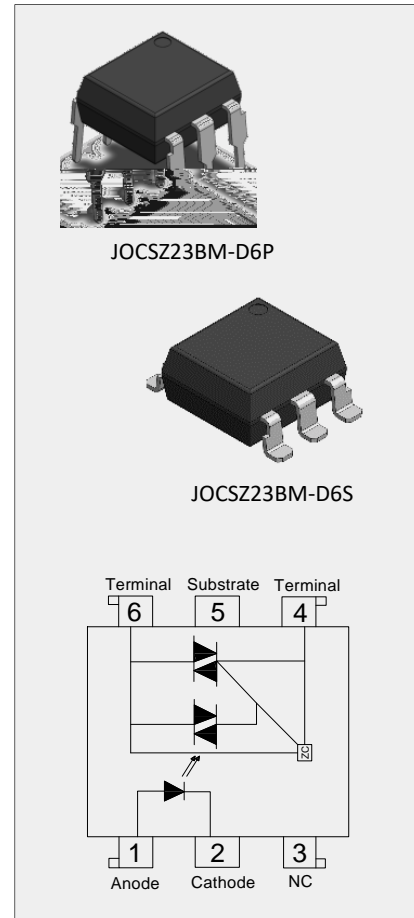 JOCSZ23BM-D6P
JOCSZ23BM-D6S
Terminal Substrate Terminal
6 5 4
ZC
1 2 3
Anode Cathode NC